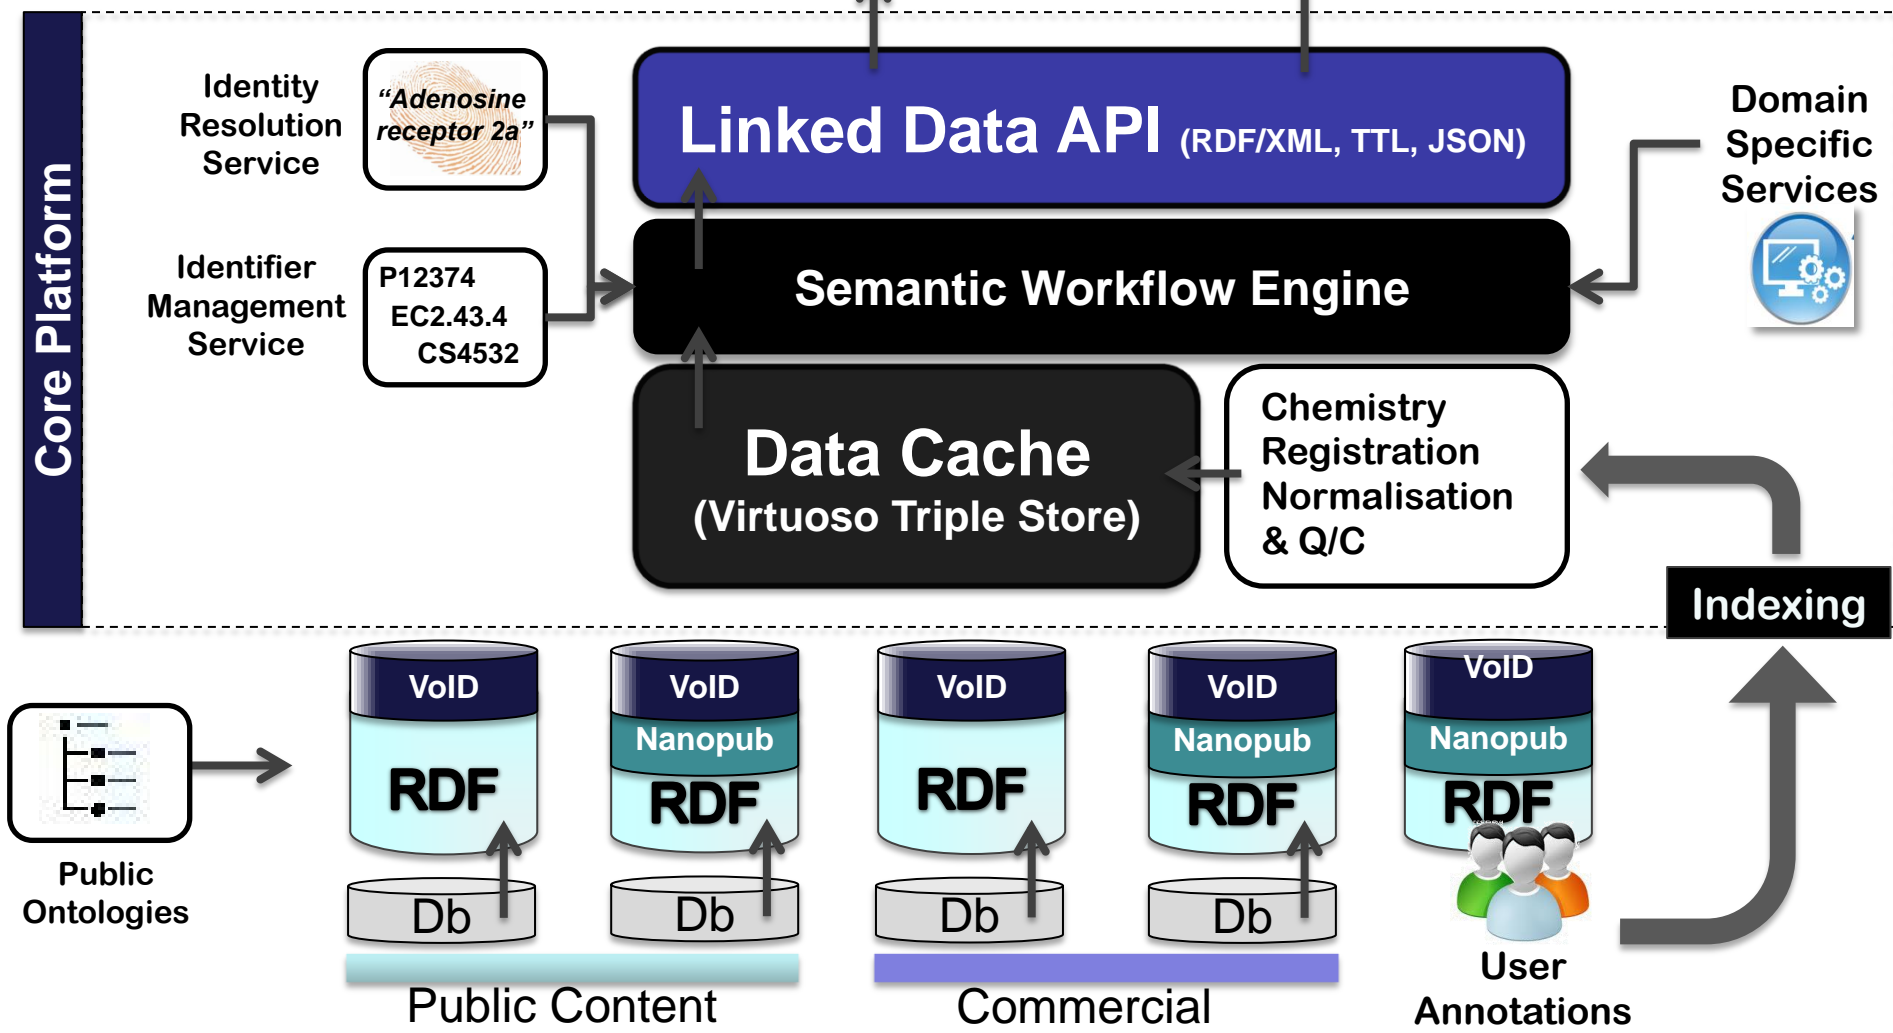 Core Platform
Identity
Resolution
Service
“Adenosine
receptor 2a”
Linked Data API (RDF/XML, TTL, JSON)
Domain
Specific
Services
Identifier
Management
Service
P12374
EC2.43.4
CS4532
Semantic Workflow Engine
Data Cache
(Virtuoso Triple Store)
Chemistry
Registration
Normalisation
& Q/C
Indexing
VoID
RDF
Db
VoID
Nanopub
RDF
Db
VoID
RDF
Db
VoID
Nanopub
RDF
Db
VoID
Nanopub
RDF
Public
Ontologies
Public Content
Commercial
User
Annotations